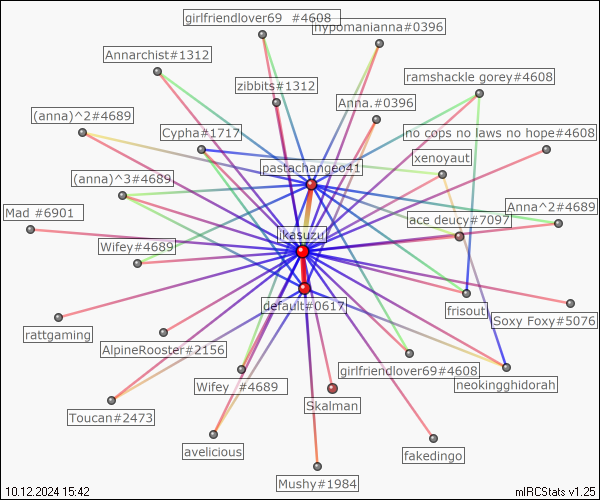 girlfriendlover69 #4608
hypomanianna#0396
Annarchist#1312
ramshackle gorey#4608
zibbits#1312
Anna.#0396
(anna)^2#4689
Cypha#1717
no cops no laws no hope#4608
xenoyaut
pastachangeo41
(anna)^3#4689
Mad #6901
Anna^2#4689
ace deucy#7097
ikasuzu
Wifey#4689
default#0617
frisout
rattgaming
Soxy Foxy#5076
AlpineRooster#2156
girlfriendlover69#4608
Wifey #4689
neokingghidorah
Skalman
Toucan#2473
avelicious
fakedingo
Mushy#1984
10.12.2024 15:42
mIRCStats v1.25